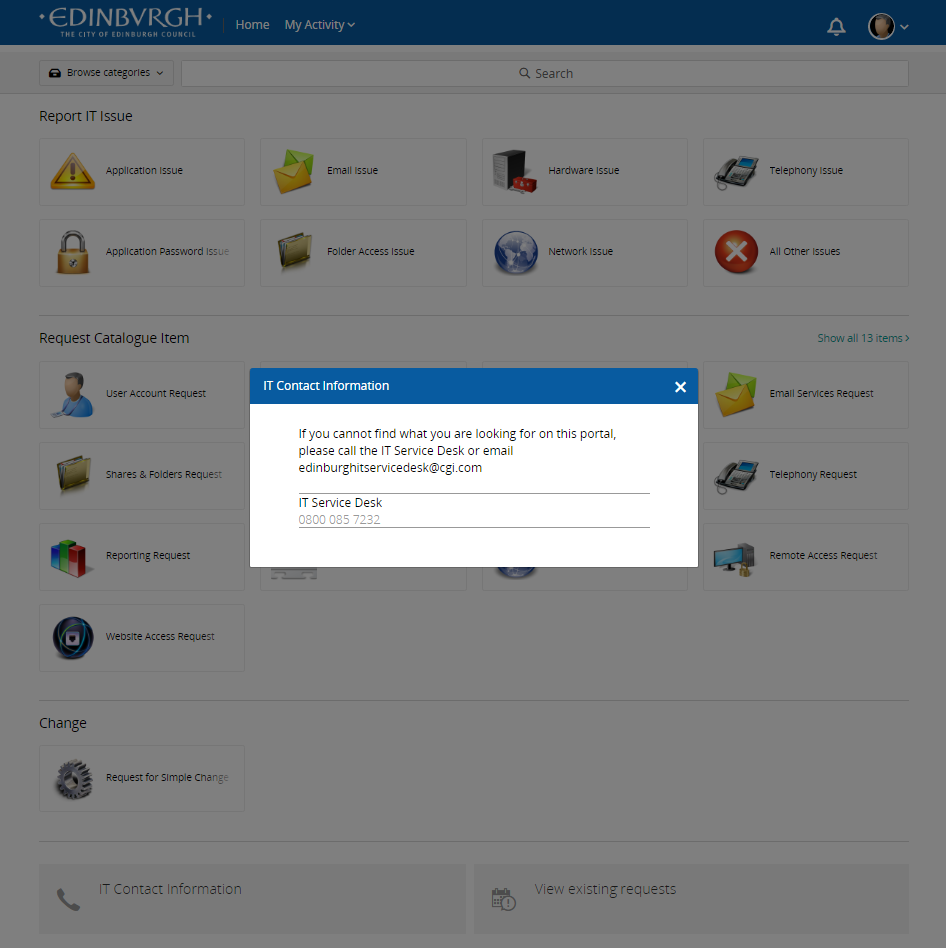 EDINBVRGH
THE CITY OF EDINBURGH COUNCIL
Home
My Activity
Browse categories
Search
Report IT Issue
Application Issue
Email Issue
Hardware Issue
Telephony Issue
Application Password Issue
Folder Access Issue
Network Issue
All Other Issues
Request Catalogue Item
Show all 13 items
User Account Request
Email Services Request
Shares & Folders Request
Telephony Request
Reporting Request
Remote Access Request
Website Access Request
IT Contact Information
If you cannot find what you are looking for on this portal,
please call the IT Service Desk or email
edinburghitservicedesk@cgi.com
IT Service Desk
0800 085 7232
Change
Request for Simple Change
IT Contact Information
View existing requests